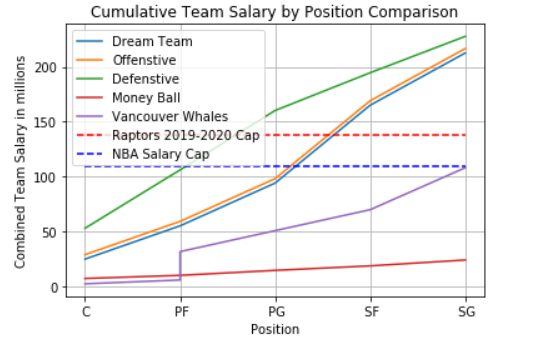 Cumulative Team Salary by Position Comparison
Combined Team Salary in millions
200
150
100
50
0
Dream Team
Offenstive
Defenstive
Money Ball
Vancouver Whales
Raptors 2019-2020 Cap
NBA Salary Cap
C PF PG SF SG
Position